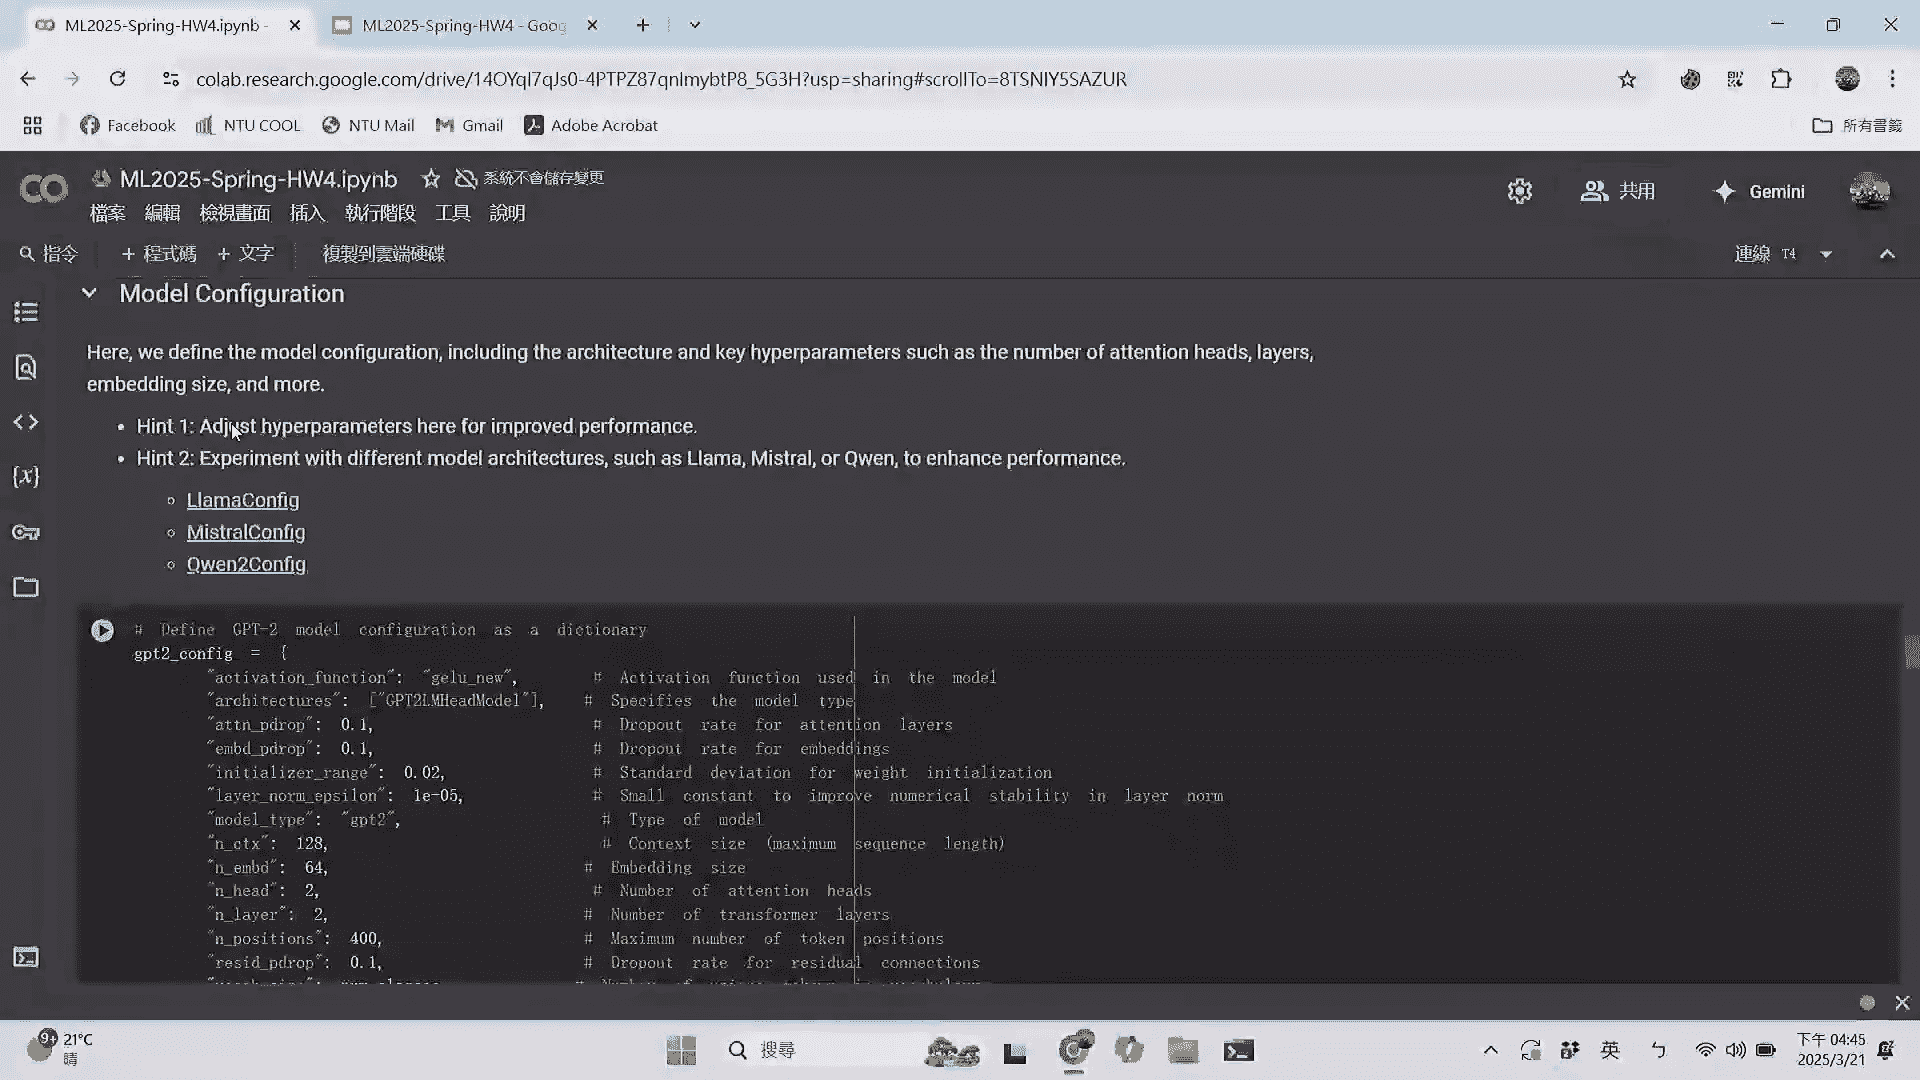 ML2025-Spring-HW4.ipynb -
ML2025-Spring-HW4 - Goog
colab.research.google.com/drive/14OYqI7qJs0-4PTPZ87qnImybtP8_5G3H?usp=sharing#scrollTo=8TSNIY5SAZUR
Facebook NTU COOL NTU Mail Gmail Adobe Acrobat 所有書籤
ML2025-Spring-HW4.ipynb 系統不會儲存變更
檔案 編輯 檢視畫面 插入 執行階段 工具 說明
共用 Gemini
指令 + 程式碼 + 文字 複製到雲端硬碟 連線 T4
Model Configuration
Here, we define the model configuration, including the architecture and key hyperparameters such as the number of attention heads, layers,
embedding size, and more.
• Hint 1: Adjust hyperparameters here for improved performance.
• Hint 2: Experiment with different model architectures, such as Llama, Mistral, or Qwen, to enhance performance.
LlamaConfig
MistralConfig
Qwen2Config
# Define GPT-2 model configuration as a dictionary
gpt2_config = {
"activation_function": "gelu_new", # Activation function used in the model
"architectures": ["GPT2LMHeadModel"], # Specifies the model type
"attn_pdrop": 0.1, # Dropout rate for attention layers
"embd_pdrop": 0.1, # Dropout rate for embeddings
"initializer_range": 0.02, # Standard deviation for weight initialization
"layer_norm_epsilon": 1e-05, # Small constant to improve numerical stability in layer norm
"model_type": "gpt2", # Type of model
"n_ctx": 128, # Context size (maximum sequence length)
"n_embd": 64, # Embedding size
"n_head": 2, # Number of attention heads
"n_layer": 2, # Number of transformer layers
"n_positions": 400, # Maximum number of token positions
"resid_pdrop": 0.1, # Dropout rate for residual connections
9+ 21°C
晴
搜尋
英 ㄅ
下午 04:45
2025/3/21